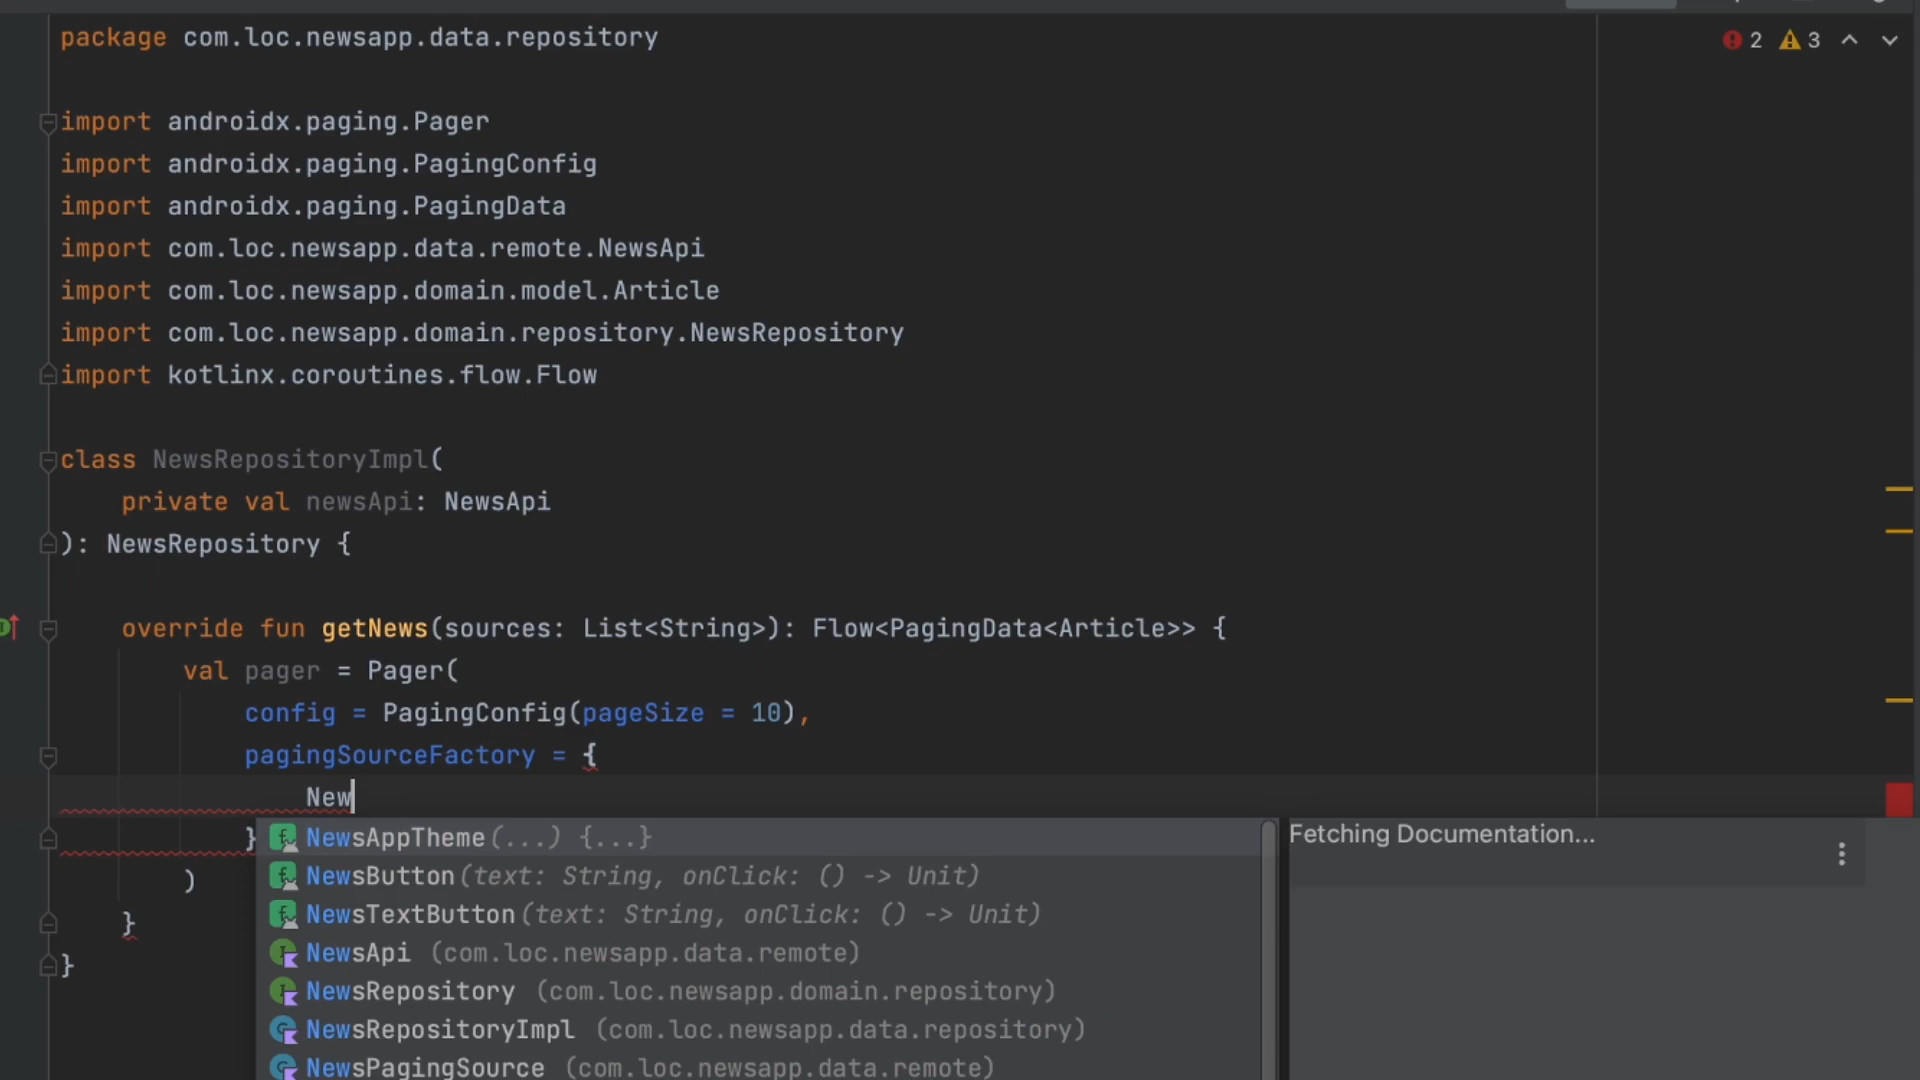 package com.loc.newsapp.data.repository
2 3
import androidx.paging.Pager
import androidx.paging.PagingConfig
import androidx.paging.PagingData
import com.loc.newsapp.data.remote.NewsApi
import com.loc.newsapp.domain.model.Article
import com.loc.newsapp.domain.repository.NewsRepository
import kotlinx.coroutines.flow.Flow
class NewsRepositoryImpl(
private val newsApi: NewsApi
): NewsRepository {
override fun getNews(sources: List<String>): Flow<PagingData<Article>> {
val pager = Pager(
config = PagingConfig(pageSize = 10),
pagingSourceFactory = {
New
}
)
}
}
NewsAppTheme(...) {...}
NewsButton(text: String, onClick: () -> Unit)
NewsTextButton(text: String, onClick: () -> Unit)
NewsApi (com.loc.newsapp.data.remote)
NewsRepository (com.loc.newsapp.domain.repository)
NewsRepositoryImpl (com.loc.newsapp.data.repository)
NewsPagingSource (com.loc.newsapp.data.remote)
Fetching Documentation...